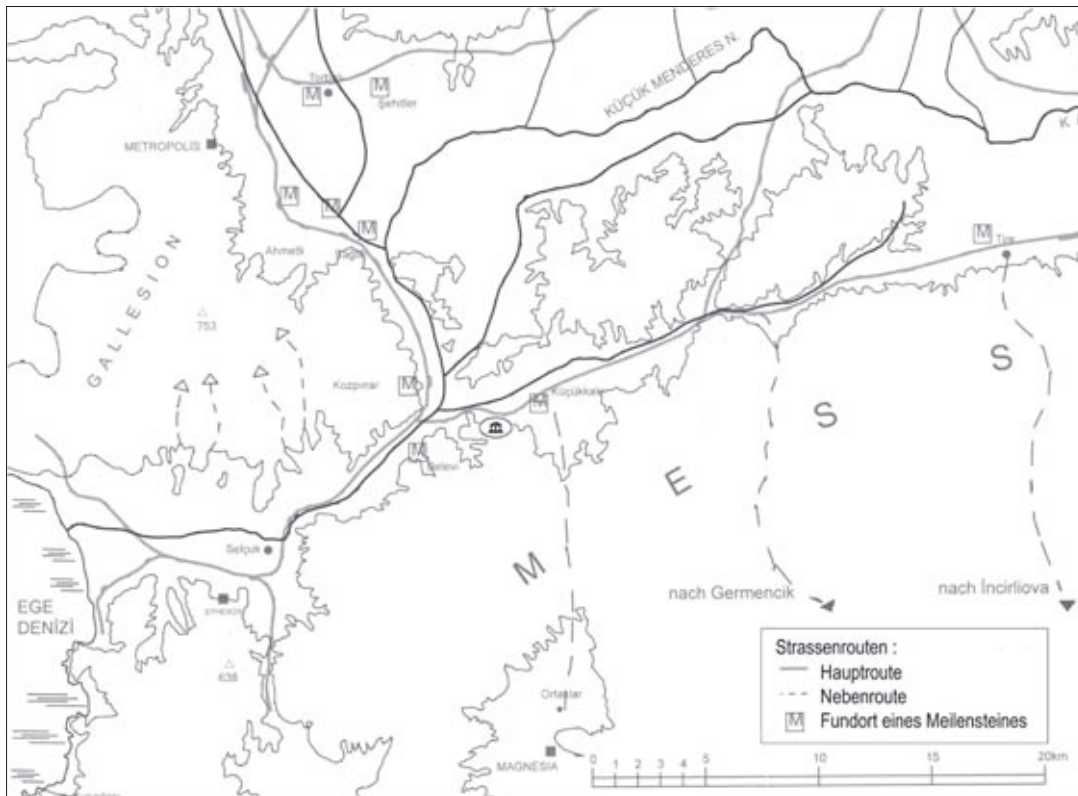 KÜÇÜK MENDERES N.
M
M
Şehitler
METROPOLİS
M
M
M
Ahmetli
M
Tire
GALLESION
753
Kozpınar
M
Küçükkale
M
M
Belevi
M E S S
Selçuk
EPHESOS
EGE
DENİZİ
638
nach Germencik
nach İncirliova
Ortaklar
MAGNESIA
Strassenrouten :
Hauptroute
Nebenroute
M Fundort eines Meilensteines
0 1 2 3 4 5 10 15 20km